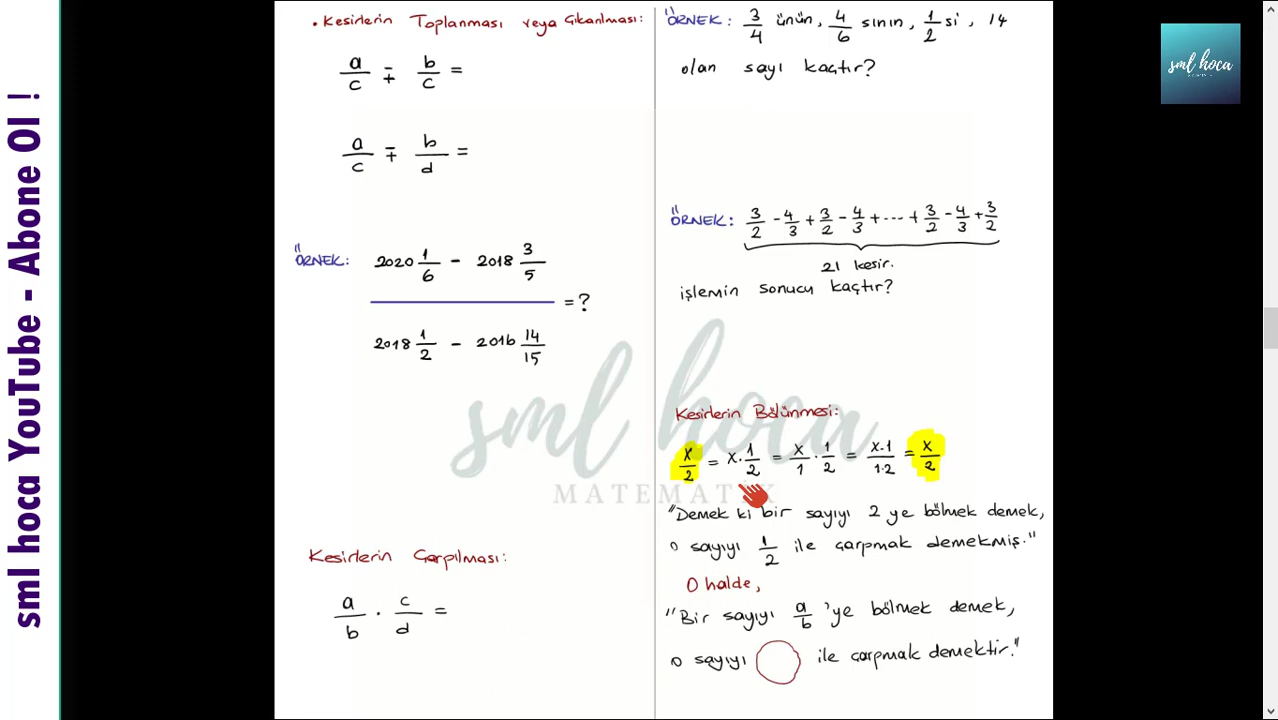 sml hoca YouTube - Abone Ol !
• Kesirlerin Toplanması veya Çıkarılması:
a/c ∓ b/c =
a/c ∓ b/d =
ÖRNEK: (2020 1/6 - 2018 3/5) / (2018 1/2 - 2016 14/15) = ?
Kesirlerin Çarpılması:
a/b . c/d =
ÖRNEK: 3/4 ünün, 4/6 sının, 1/2 si, 14
olan sayı kaçtır?
ÖRNEK: 3/2 - 4/3 + 3/2 - 4/3 + ... + 3/2 - 4/3 + 3/2
21 kesir.
işlemin sonucu kaçtır?
Kesirlerin Bölünmesi:
x/2 = x . 1/2 = x/1 . 1/2 = x.1/1.2 = x/2
"Demek ki bir sayıyı 2 ye bölmek demek,
o sayıyı 1/2 ile çarpmak demekmiş."
O halde,
"Bir sayıyı a/b 'ye bölmek demek,
o sayıyı ile çarpmak demektir."
sml hoca
MATEMATİK
sml hoca